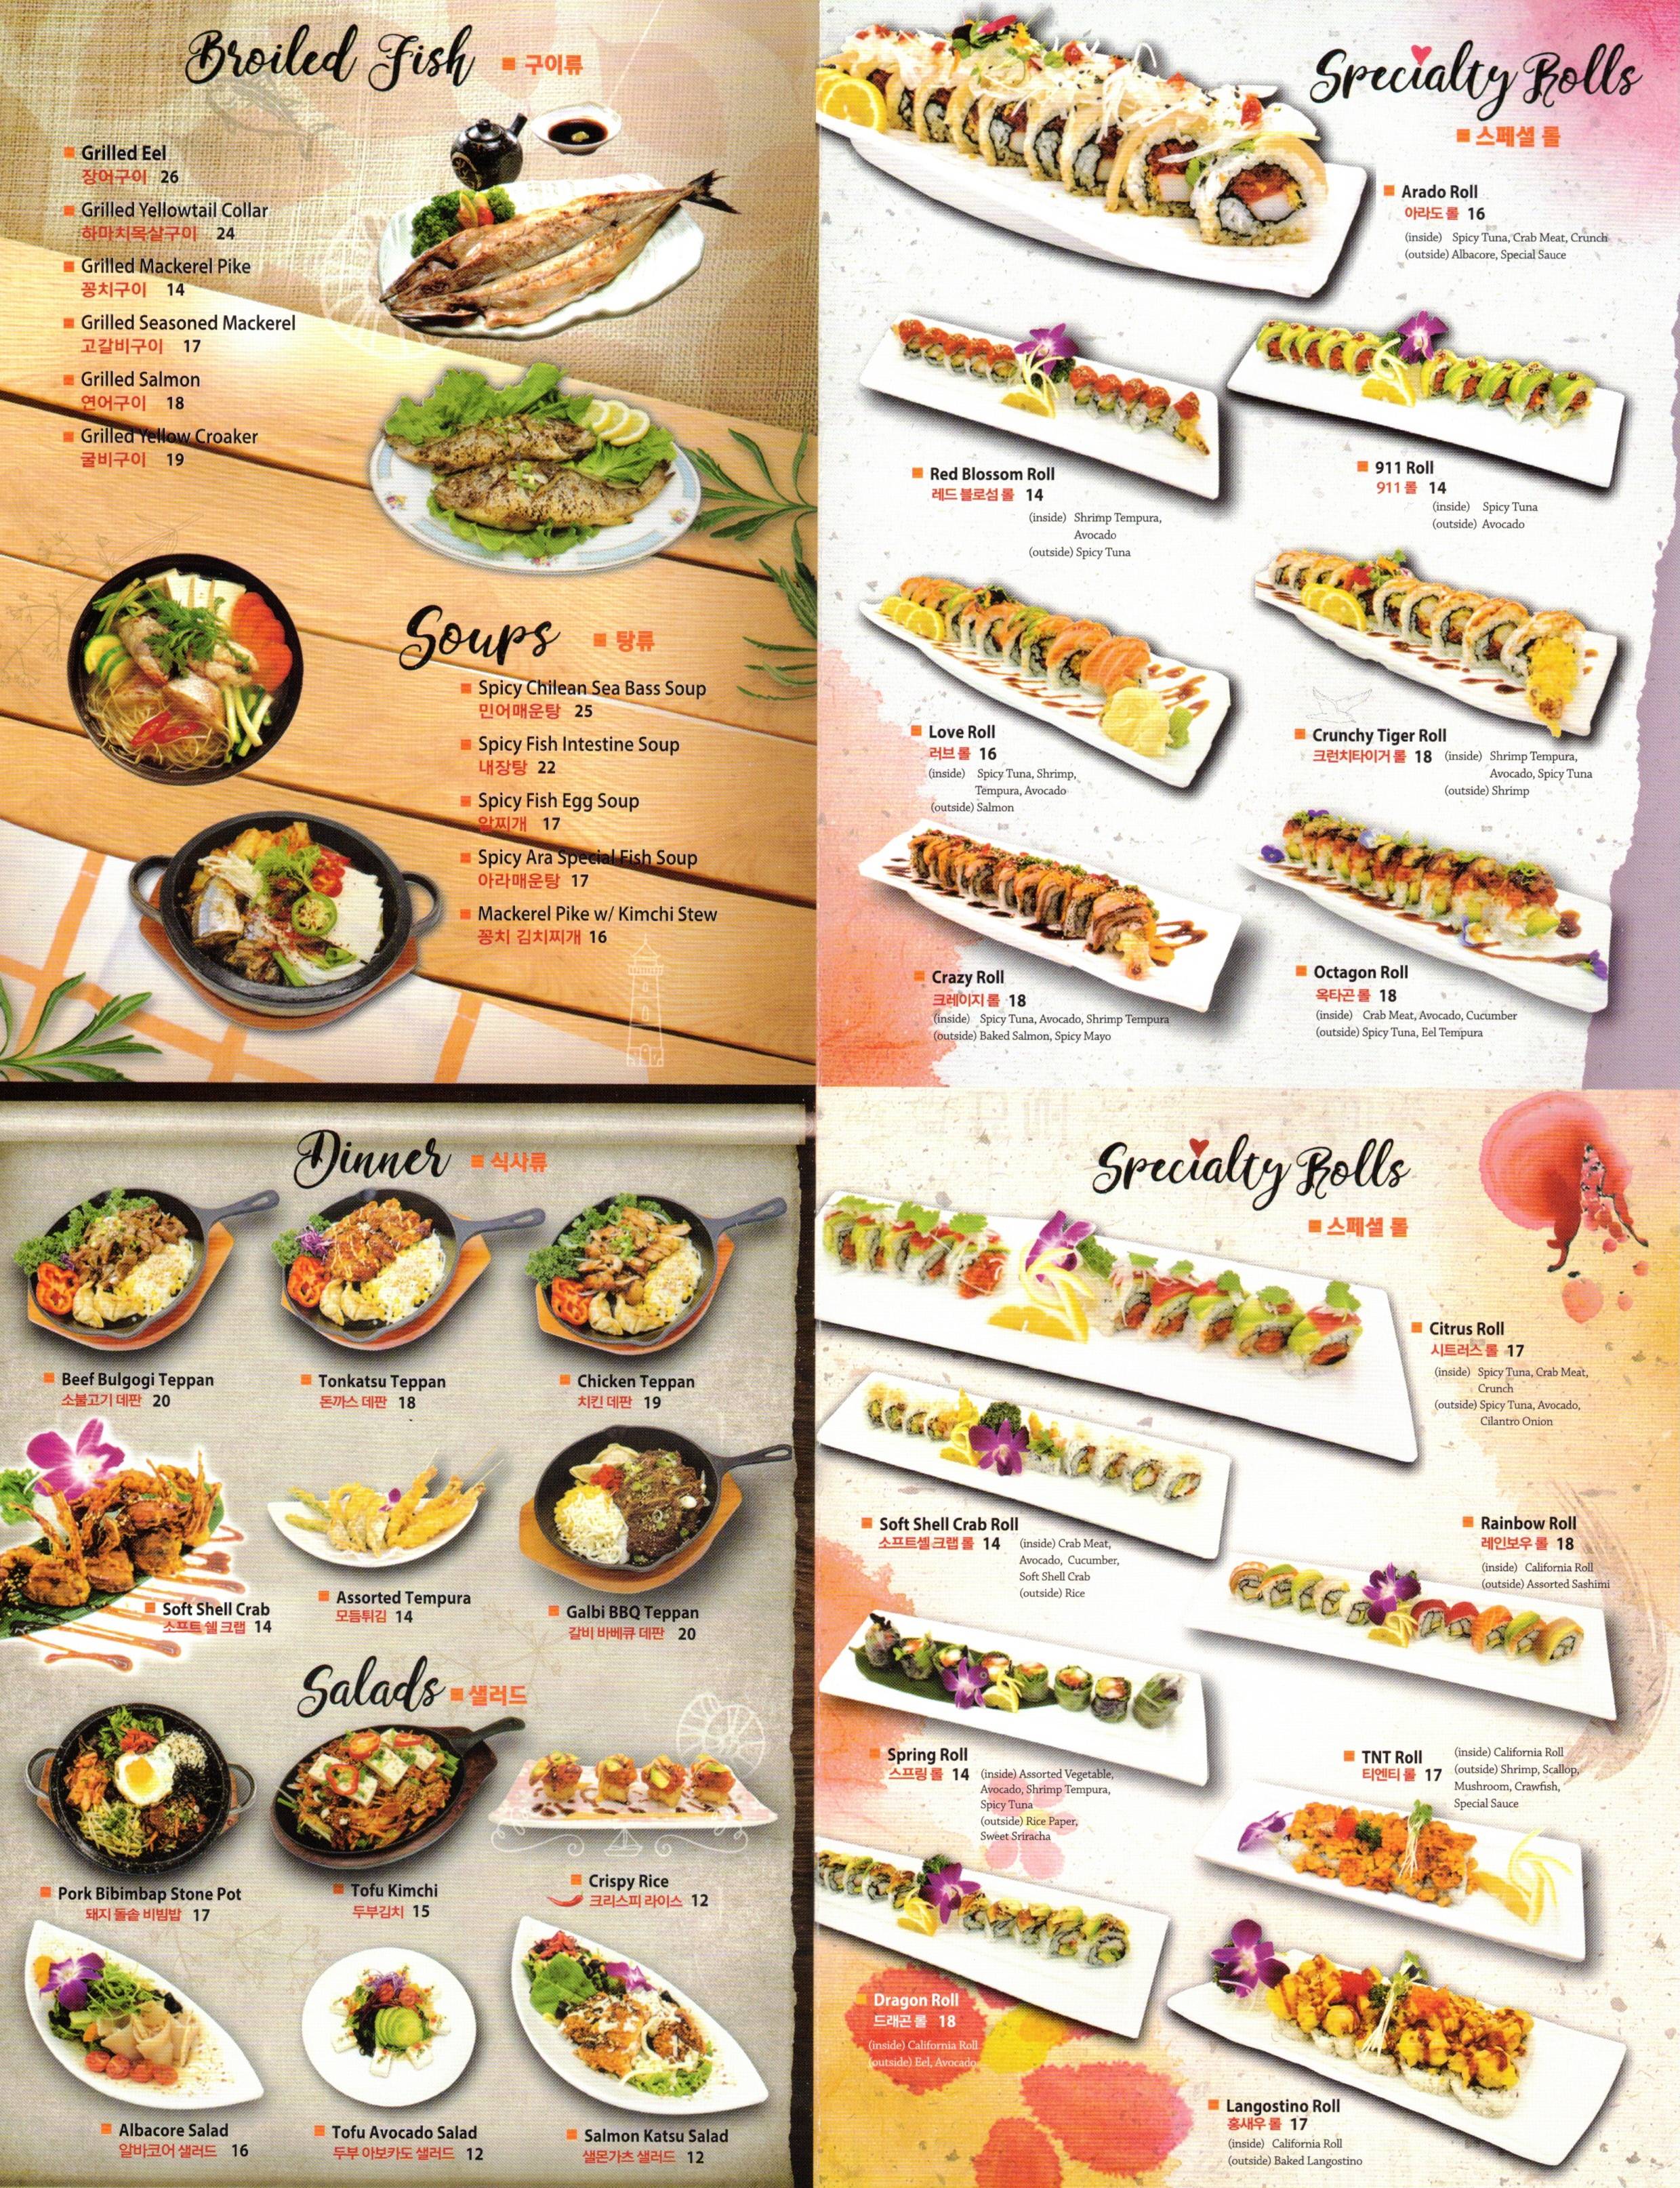 Broiled Fish ■ 구이류
Grilled Eel
장어구이 26
Grilled Yellowtail Collar
하마치목살구이 24
Grilled Mackerel Pike
꽁치구이 14
Grilled Seasoned Mackerel
고갈비구이 17
Grilled Salmon
연어구이 18
Grilled Yellow Croaker
굴비구이 19
Soups ■ 탕류
Spicy Chilean Sea Bass Soup
민어매운탕 25
Spicy Fish Intestine Soup
내장탕 22
Spicy Fish Egg Soup
알찌개 17
Spicy Ara Special Fish Soup
아라매운탕 17
Mackerel Pike w/ Kimchi Stew
꽁치 김치찌개 16
Specialty Rolls
■ 스페셜 롤
Arado Roll
아라도 롤 16
(inside) Spicy Tuna, Crab Meat, Crunch
(outside) Albacore, Special Sauce
Red Blossom Roll
레드 블로섬 롤 14
(inside) Shrimp Tempura,
Avocado
(outside) Spicy Tuna
911 Roll
911 롤 14
(inside) Spicy Tuna
(outside) Avocado
Love Roll
러브 롤 16
(inside) Spicy Tuna, Shrimp,
Tempura, Avocado
(outside) Salmon
Crunchy Tiger Roll
크런치타이거 롤 18 (inside) Shrimp Tempura,
Avocado, Spicy Tuna
(outside) Shrimp
Crazy Roll
크레이지 롤 18
(inside) Spicy Tuna, Avocado, Shrimp Tempura
(outside) Baked Salmon, Spicy Mayo
Octagon Roll
옥타곤 롤 18
(inside) Crab Meat, Avocado, Cucumber
(outside) Spicy Tuna, Eel Tempura
Dinner ■ 식사류
Beef Bulgogi Teppan
소불고기 데판 20
Tonkatsu Teppan
돈까스 데판 18
Chicken Teppan
치킨 데판 19
Soft Shell Crab
소프트 쉘 크랩 14
Assorted Tempura
모듬튀김 14
Galbi BBQ Teppan
갈비 바베큐 데판 20
Salads ■ 샐러드
Pork Bibimbap Stone Pot
돼지 돌솥 비빔밥 17
Tofu Kimchi
두부김치 15
Crispy Rice
크리스피 라이스 12
Albacore Salad
알바코어 샐러드 16
Tofu Avocado Salad
두부 아보카도 샐러드 12
Salmon Katsu Salad
샐몬가츠 샐러드 12
Specialty Rolls
■ 스페셜 롤
Citrus Roll
시트러스 롤 17
(inside) Spicy Tuna, Crab Meat,
Crunch
(outside) Spicy Tuna, Avocado,
Cilantro Onion
Soft Shell Crab Roll
소프트셸 크랩 롤 14 (inside) Crab Meat,
Avocado, Cucumber,
Soft Shell Crab
(outside) Rice
Rainbow Roll
레인보우 롤 18
(inside) California Roll
(outside) Assorted Sashimi
Spring Roll
스프링 롤 14 (inside) Assorted Vegetable,
Avocado, Shrimp Tempura,
Spicy Tuna
(outside) Rice Paper,
Sweet Sriracha
TNT Roll (inside) California Roll
티엔티 롤 17 (outside) Shrimp, Scallop,
Mushroom, Crawfish,
Special Sauce
Dragon Roll
드래곤 롤 18
(inside) California Roll
(outside) Eel, Avocado
Langostino Roll
홍새우 롤 17
(inside) California Roll
(outside) Baked Langostino